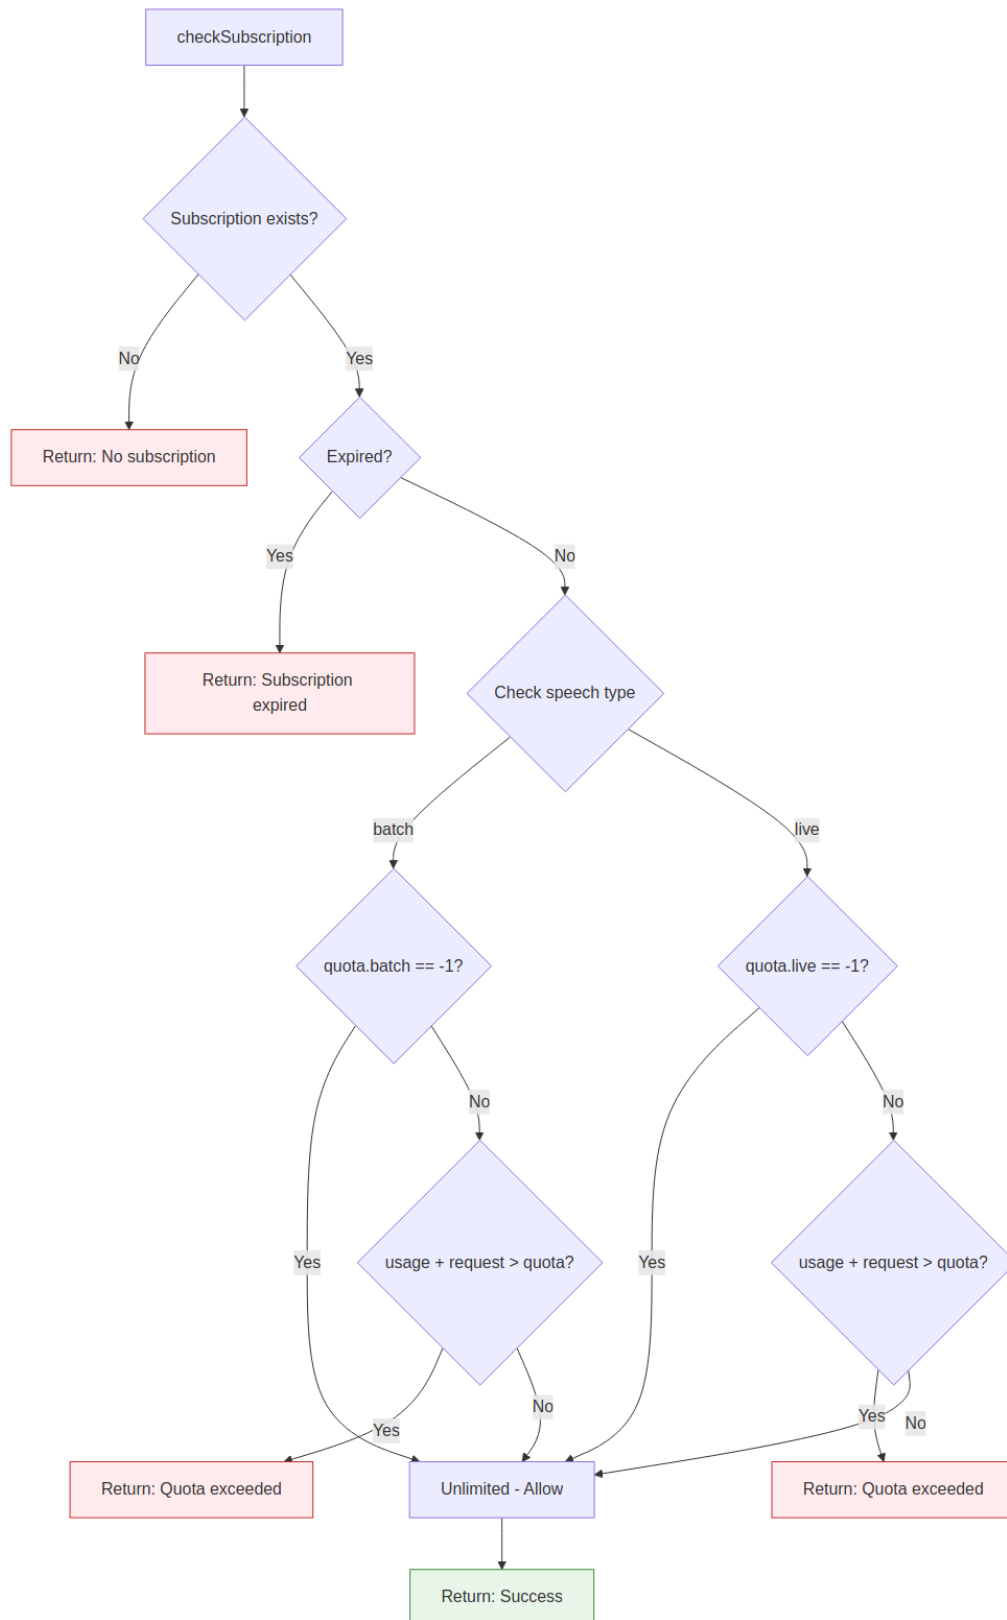 checkSubscription
Subscription exists?
No
Yes
Return: No subscription
Expired?
Yes
No
Return: Subscription
expired
Check speech type
batch
live
quota.batch == -1?
quota.live == -1?
No
No
Yes
usage + request > quota?
Yes
usage + request > quota?
Yes
No
Yes
No
Return: Quota exceeded
Unlimited - Allow
Return: Quota exceeded
Return: Success